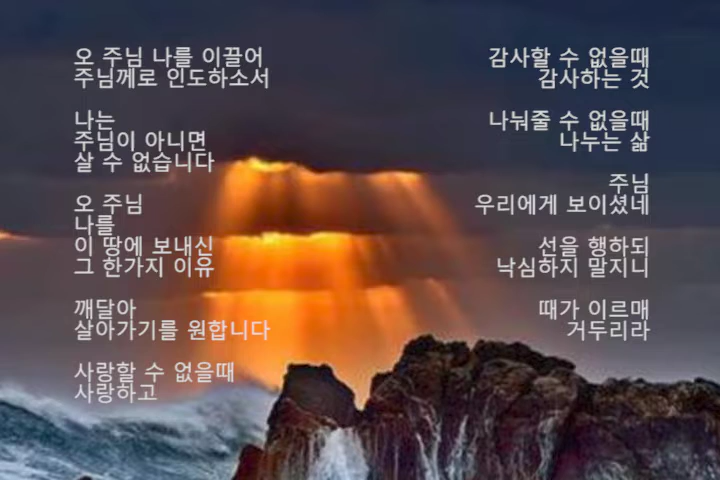 오 주님 나를 이끌어
주님께로 인도하소서
나는
주님이 아니면
살 수 없습니다
오 주님
나를
이 땅에 보내신
그 한가지 이유
깨달아
살아가기를 원합니다
사랑할 수 없을때
사랑하고
감사할 수 없을때
감사하는 것
나눠줄 수 없을때
나누는 삶
주님
우리에게 보이셨네
선을 행하되
낙심하지 말지니
때가 이르매
거두리라